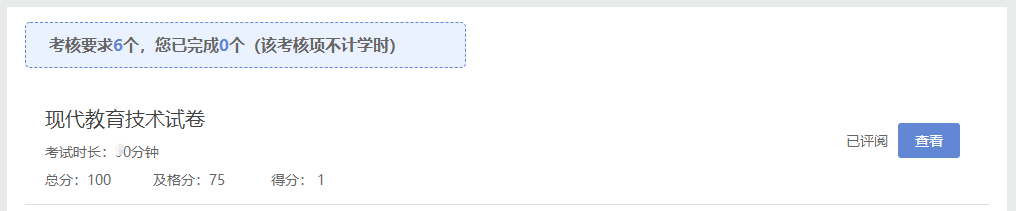 考核要求6个，您已完成0个（该考核项不计学时）
现代教育技术试卷
考试时长：0分钟
已评阅 查看
总分：100 及格分：75 得分： 1